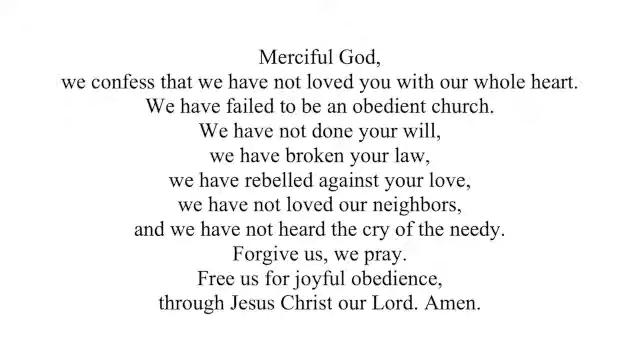 Merciful God,
we confess that we have not loved you with our whole heart.
We have failed to be an obedient church.
We have not done your will,
we have broken your law,
we have rebelled against your love,
we have not loved our neighbors,
and we have not heard the cry of the needy.
Forgive us, we pray.
Free us for joyful obedience,
through Jesus Christ our Lord. Amen.